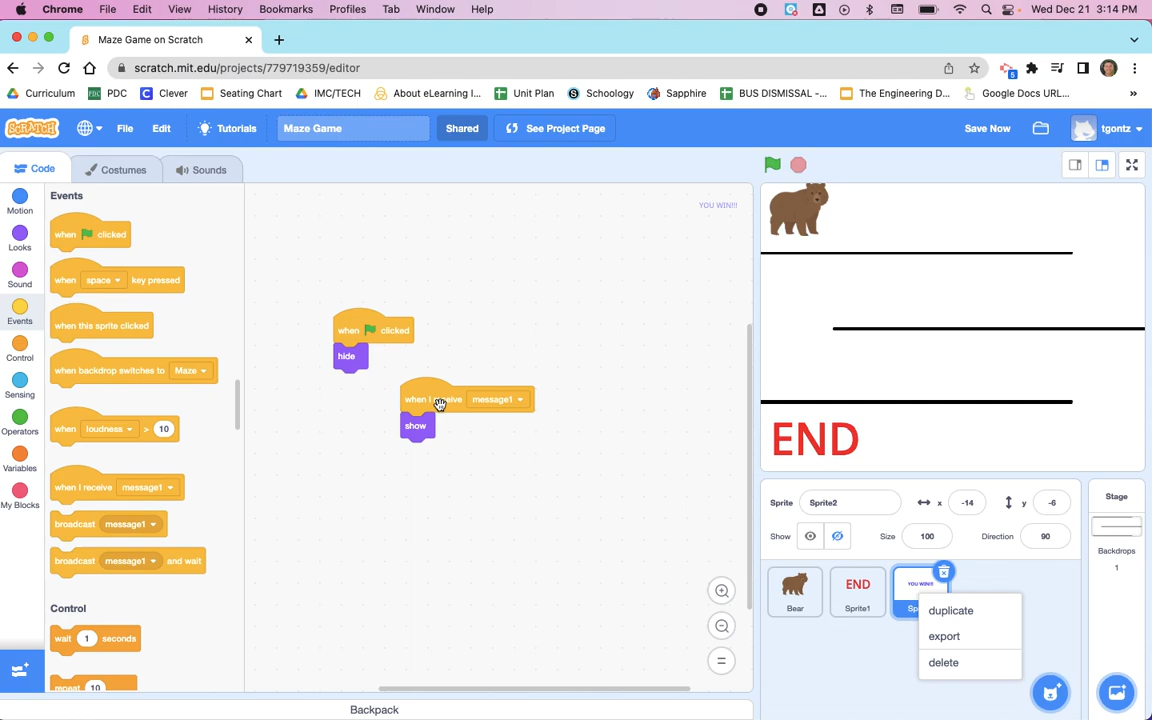 Chrome File Edit View History Bookmarks Profiles Tab Window Help Wed Dec 21 3:14 PM
Maze Game on Scratch
scratch.mit.edu/projects/779719359/editor
5
Curriculum PDC Clever Seating Chart IMC/TECH About eLearning I... Unit Plan Schoology Sapphire BUS DISMISSAL -... The Engineering D... Google Docs URL... »
SCRATCH File Edit Tutorials Maze Game Shared See Project Page Save Now tgontz
Code Costumes Sounds
Motion
Looks
Sound
Events
Control
Sensing
Operators
Variables
My Blocks
Events
when clicked
when space key pressed
when this sprite clicked
when backdrop switches to Maze
when loudness > 10
when I receive message1
broadcast message1
broadcast message1 and wait
Control
wait 1 seconds
repeat 10
YOU WIN!!!
when clicked
hide
when I receive message1
show
Backpack
END
Sprite Sprite2 x -14 y -6
Show Size 100 Direction 90
Bear
END
Sprite1
YOU WIN!!!
duplicate
export
delete
Stage
Backdrops
1